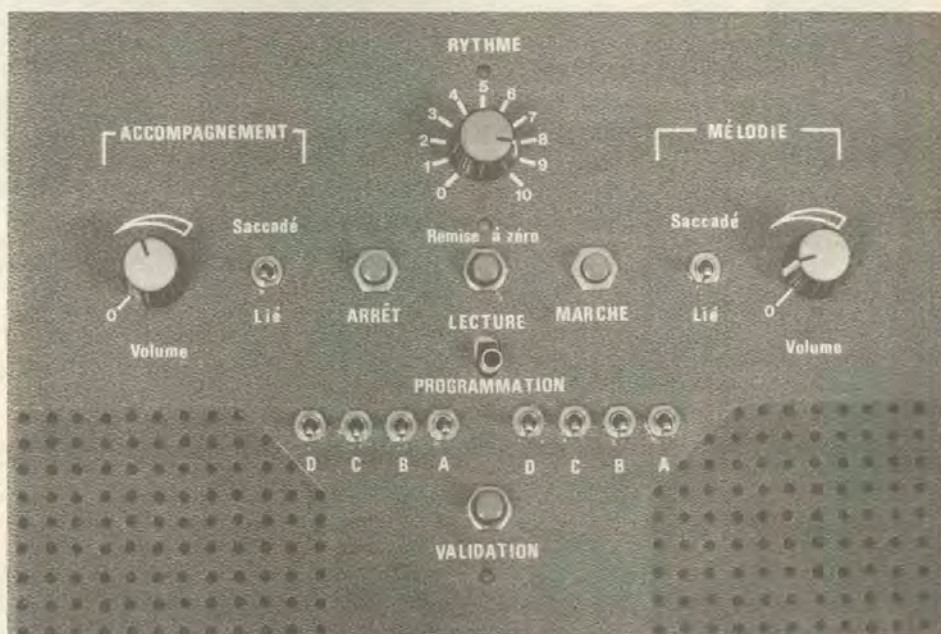 RYTHME
0 1 2 3 4 5 6 7 8 9 10
ACCOMPAGNEMENT
MÉLODIE
Saccadé
Remise à zéro
Saccadé
0
Lié
ARRÊT
LECTURE
MARCHE
Lié
0
Volume
Volume
PROGRAMMATION
D C B A D C B A
VALIDATION